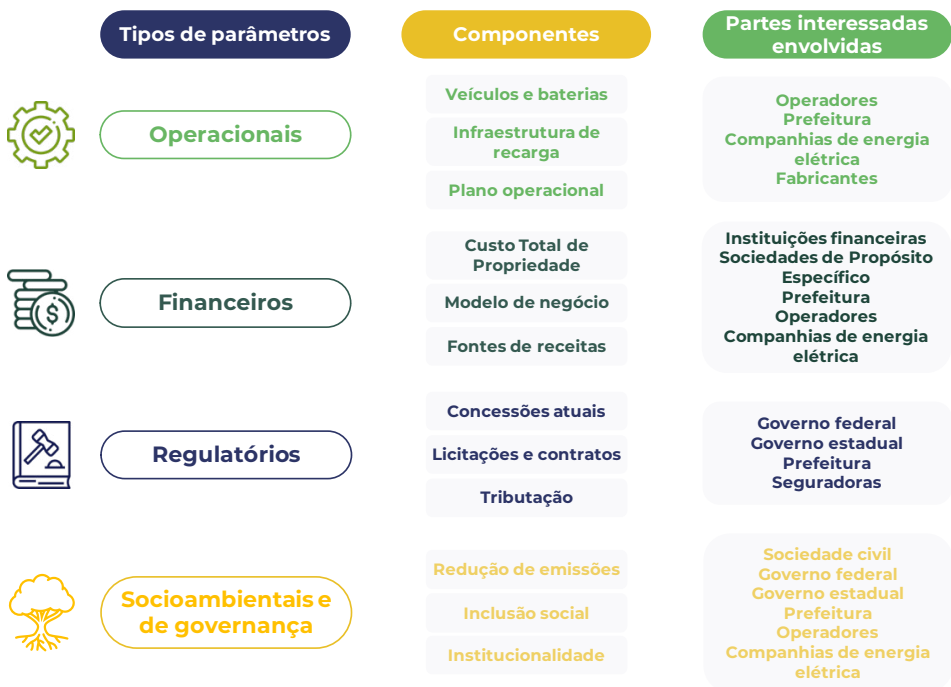 Tipos de parâmetros
Componentes
Partes interessadas
envolvidas
Operacionais
Veículos e baterias
Infraestrutura de
recarga
Plano operacional
Operadores
Prefeitura
Companhias de energia
elétrica
Fabricantes
Financeiros
Custo Total de
Propriedade
Modelo de negócio
Fontes de receitas
Instituições financeiras
Sociedades de Propósito
Específico
Prefeitura
Operadores
Companhias de energia
elétrica
Regulatórios
Concessões atuais
Licitações e contratos
Tributação
Governo federal
Governo estadual
Prefeitura
Seguradoras
Socioambientais e
de governança
Redução de emissões
Inclusão social
Institucionalidade
Sociedade civil
Governo federal
Governo estadual
Prefeitura
Operadores
Companhias de energia
elétrica